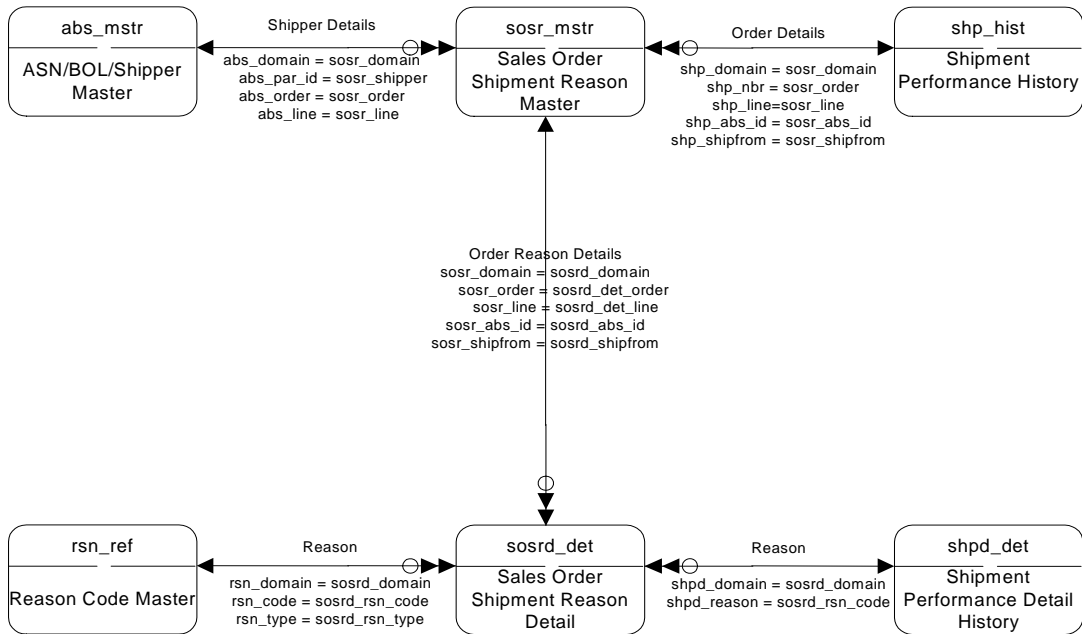 abs_mstr
ASN/BOL/Shipper
Master
Shipper Details
abs_domain = sosr_domain
abs_par_id = sosr_shipper
abs_order = sosr_order
abs_line = sosr_line
sosr_mstr
Sales Order
Shipment Reason
Master
Order Details
shp_domain = sosr_domain
shp_nbr = sosr_order
shp_line=sosr_line
shp_abs_id = sosr_abs_id
shp_shipfrom = sosr_shipfrom
shp_hist
Shipment
Performance History
Order Reason Details
sosr_domain = sosrd_domain
sosr_order = sosrd_det_order
sosr_line = sosrd_det_line
sosr_abs_id = sosrd_abs_id
sosr_shipfrom = sosrd_shipfrom
rsn_ref
Reason Code Master
Reason
rsn_domain = sosrd_domain
rsn_code = sosrd_rsn_code
rsn_type = sosrd_rsn_type
sosrd_det
Sales Order
Shipment Reason
Detail
Reason
shpd_domain = sosrd_domain
shpd_reason = sosrd_rsn_code
shpd_det
Shipment
Performance Detail
History